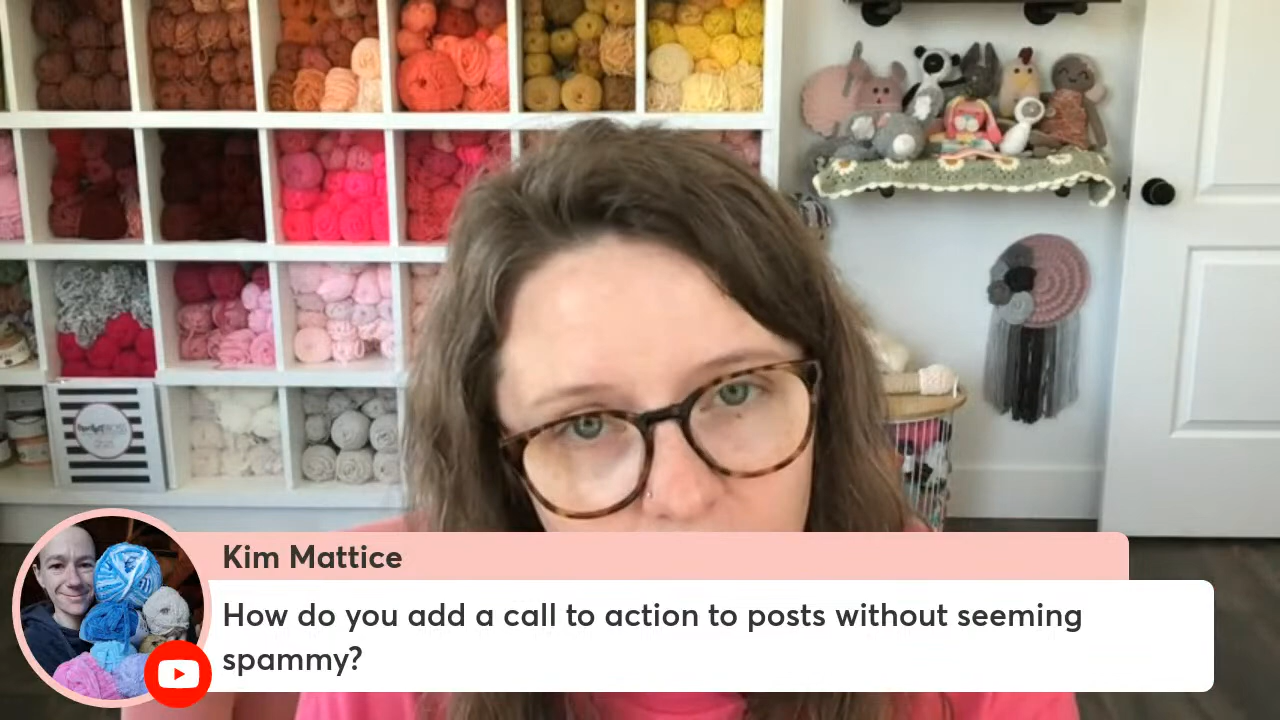 Kim Mattice
How do you add a call to action to posts without seeming
spammy?